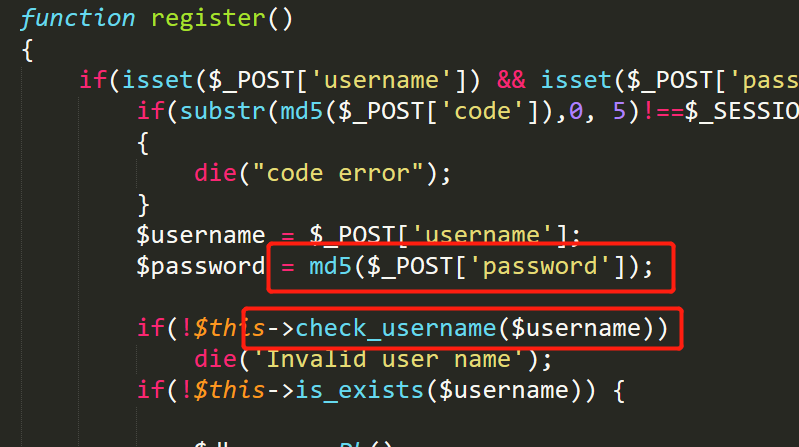 function register()
{
if(isset($_POST['username']) && isset($_POST['pass
if(substr(md5($_POST['code']),0, 5)!==$_SESSIO
{
die("code error");
}
$username = $_POST['username'];
$password = md5($_POST['password']);
if(!$this->check_username($username))
die('Invalid user name');
if(!$this->is_exists($username)) {